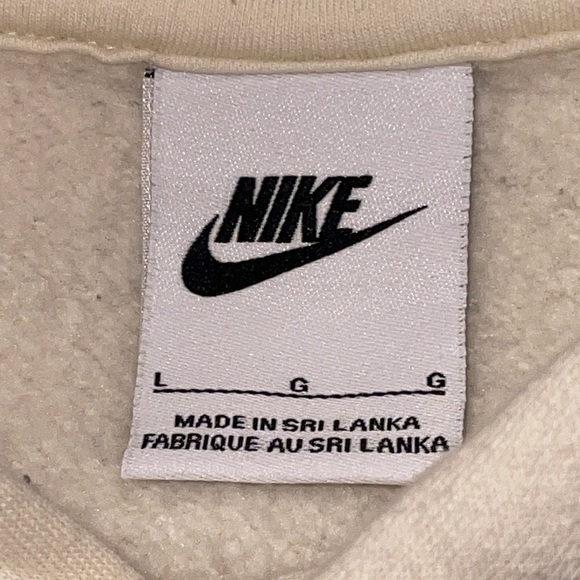 NIKE
L G G
MADE IN SRI LANKA
FABRIQUE AU SRI LANKA